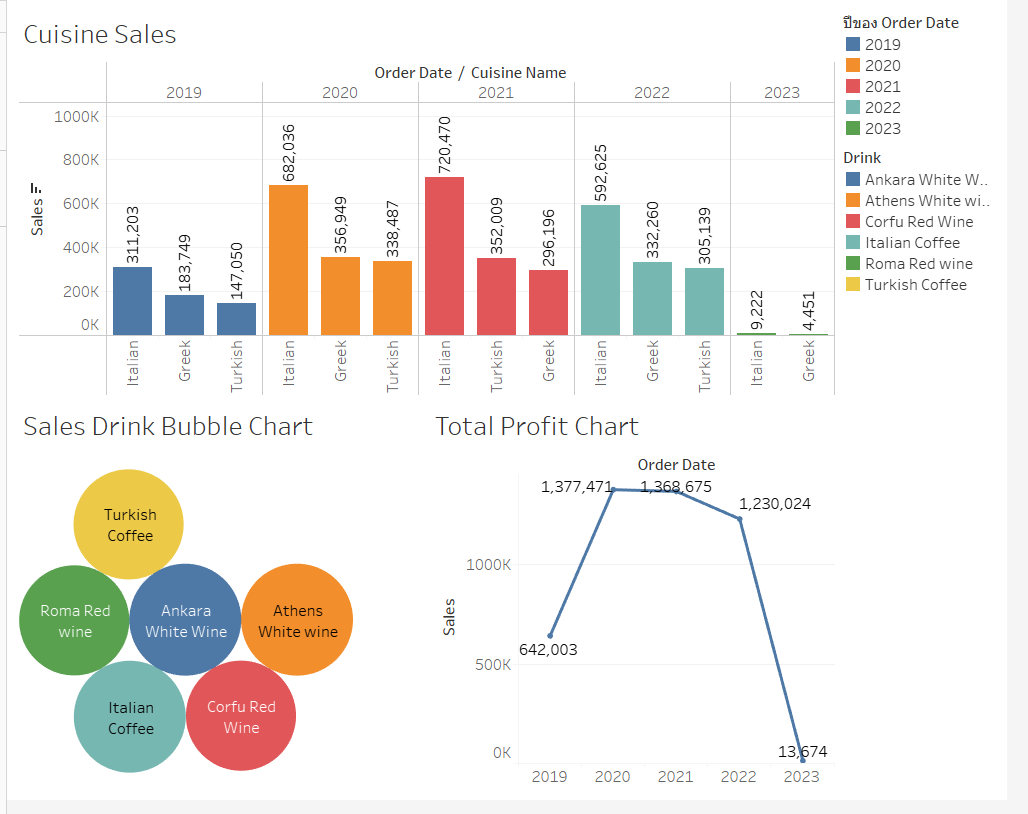 Cuisine Sales
Order Date / Cuisine Name
2019 2020 2021 2022 2023
1000K
800K
600K
400K
200K
0K
Sales
311,203
183,749
147,050
682,036
356,949
338,487
720,470
352,009
296,196
592,625
332,260
305,139
9,222
4,451
Italian
Greek
Turkish
Italian
Greek
Turkish
Italian
Turkish
Greek
Italian
Greek
Turkish
Italian
Greek
ปีของ Order Date
2019
2020
2021
2022
2023
Drink
Ankara White W..
Athens White wi..
Corfu Red Wine
Italian Coffee
Roma Red wine
Turkish Coffee
Sales Drink Bubble Chart
Turkish
Coffee
Roma Red
wine
Ankara
White Wine
Athens
White wine
Italian
Coffee
Corfu Red
Wine
Total Profit Chart
Order Date
1,377,471
1,368,675
1,230,024
1000K
Sales
642,003
500K
13,674
0K
2019 2020 2021 2022 2023